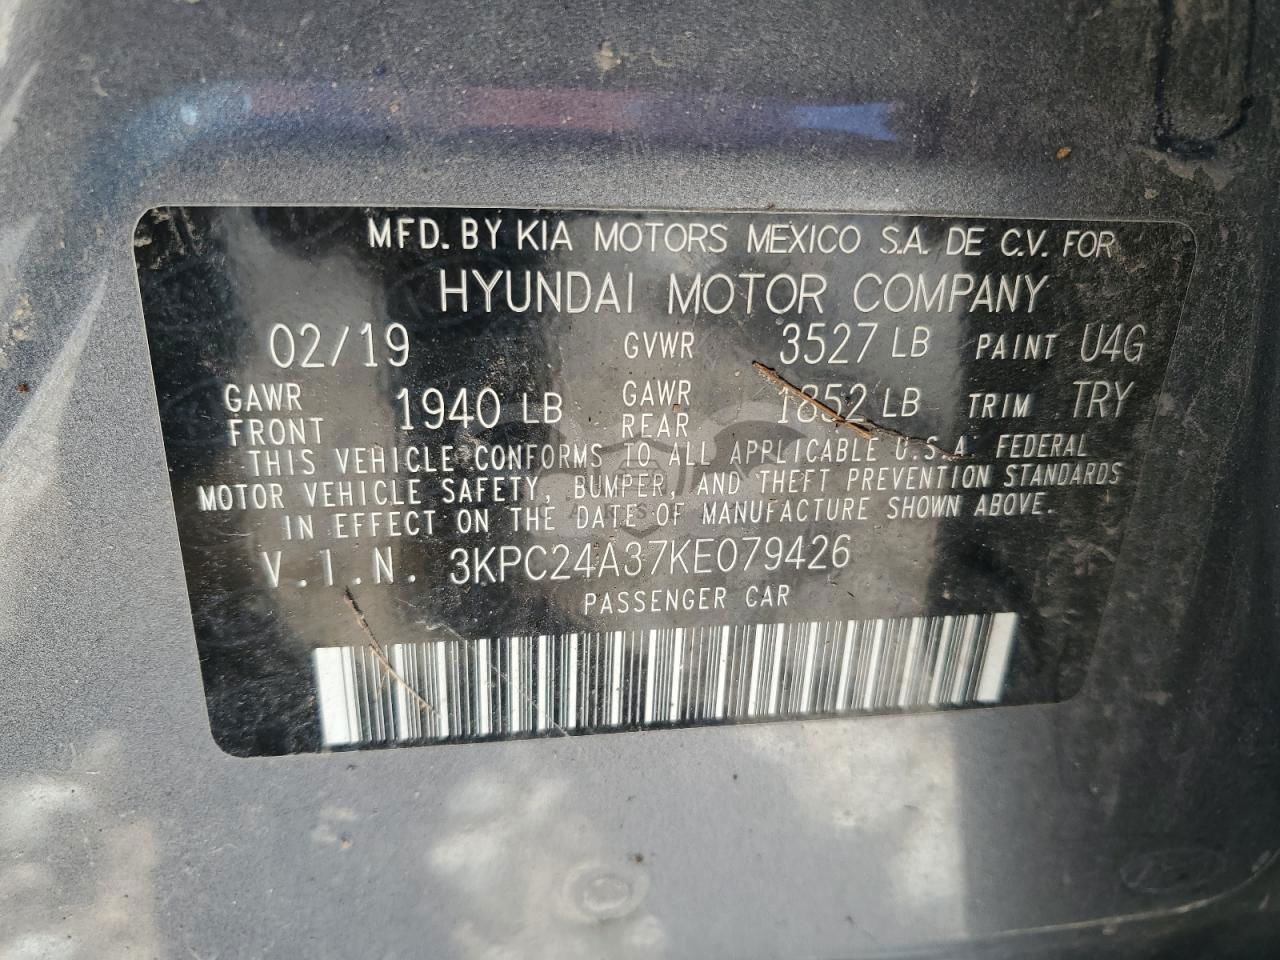 MFD. BY KIA MOTORS MEXICO S.A. DE C.V. FOR
HYUNDAI MOTOR COMPANY
02/19 GVWR 3527 LB PAINT U4G
GAWR FRONT 1940 LB GAWR REAR 1852 LB TRIM TRY
THIS VEHICLE CONFORMS TO ALL APPLICABLE U.S.A. FEDERAL
MOTOR VEHICLE SAFETY, BUMPER, AND THEFT PREVENTION STANDARDS
IN EFFECT ON THE DATE OF MANUFACTURE SHOWN ABOVE.
V.I.N. 3KPC24A37KE079426
PASSENGER CAR